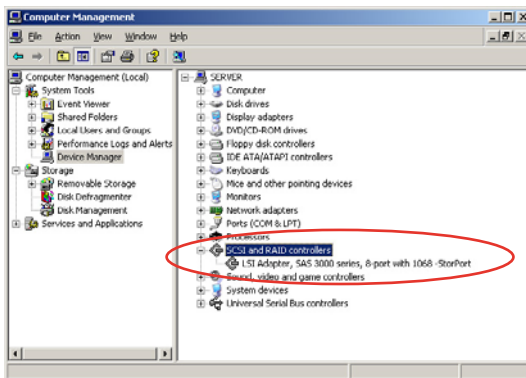 Computer Management
File Action View Window Help
Computer Management (Local)
System Tools
Event Viewer
Shared Folders
Local Users and Groups
Performance Logs and Alerts
Device Manager
Storage
Removable Storage
Disk Defragmenter
Disk Management
Services and Applications
SERVER
Computer
Disk drives
Display adapters
DVD/CD-ROM drives
Floppy disk controllers
IDE ATA/ATAPI controllers
Keyboards
Mice and other pointing devices
Monitors
Network adapters
Ports (COM & LPT)
Processors
SCSI and RAID controllers
LSI Adapter, SAS 3000 series, 8-port with 1068 -StorPort
Sound, video and game controllers
System devices
Universal Serial Bus controllers